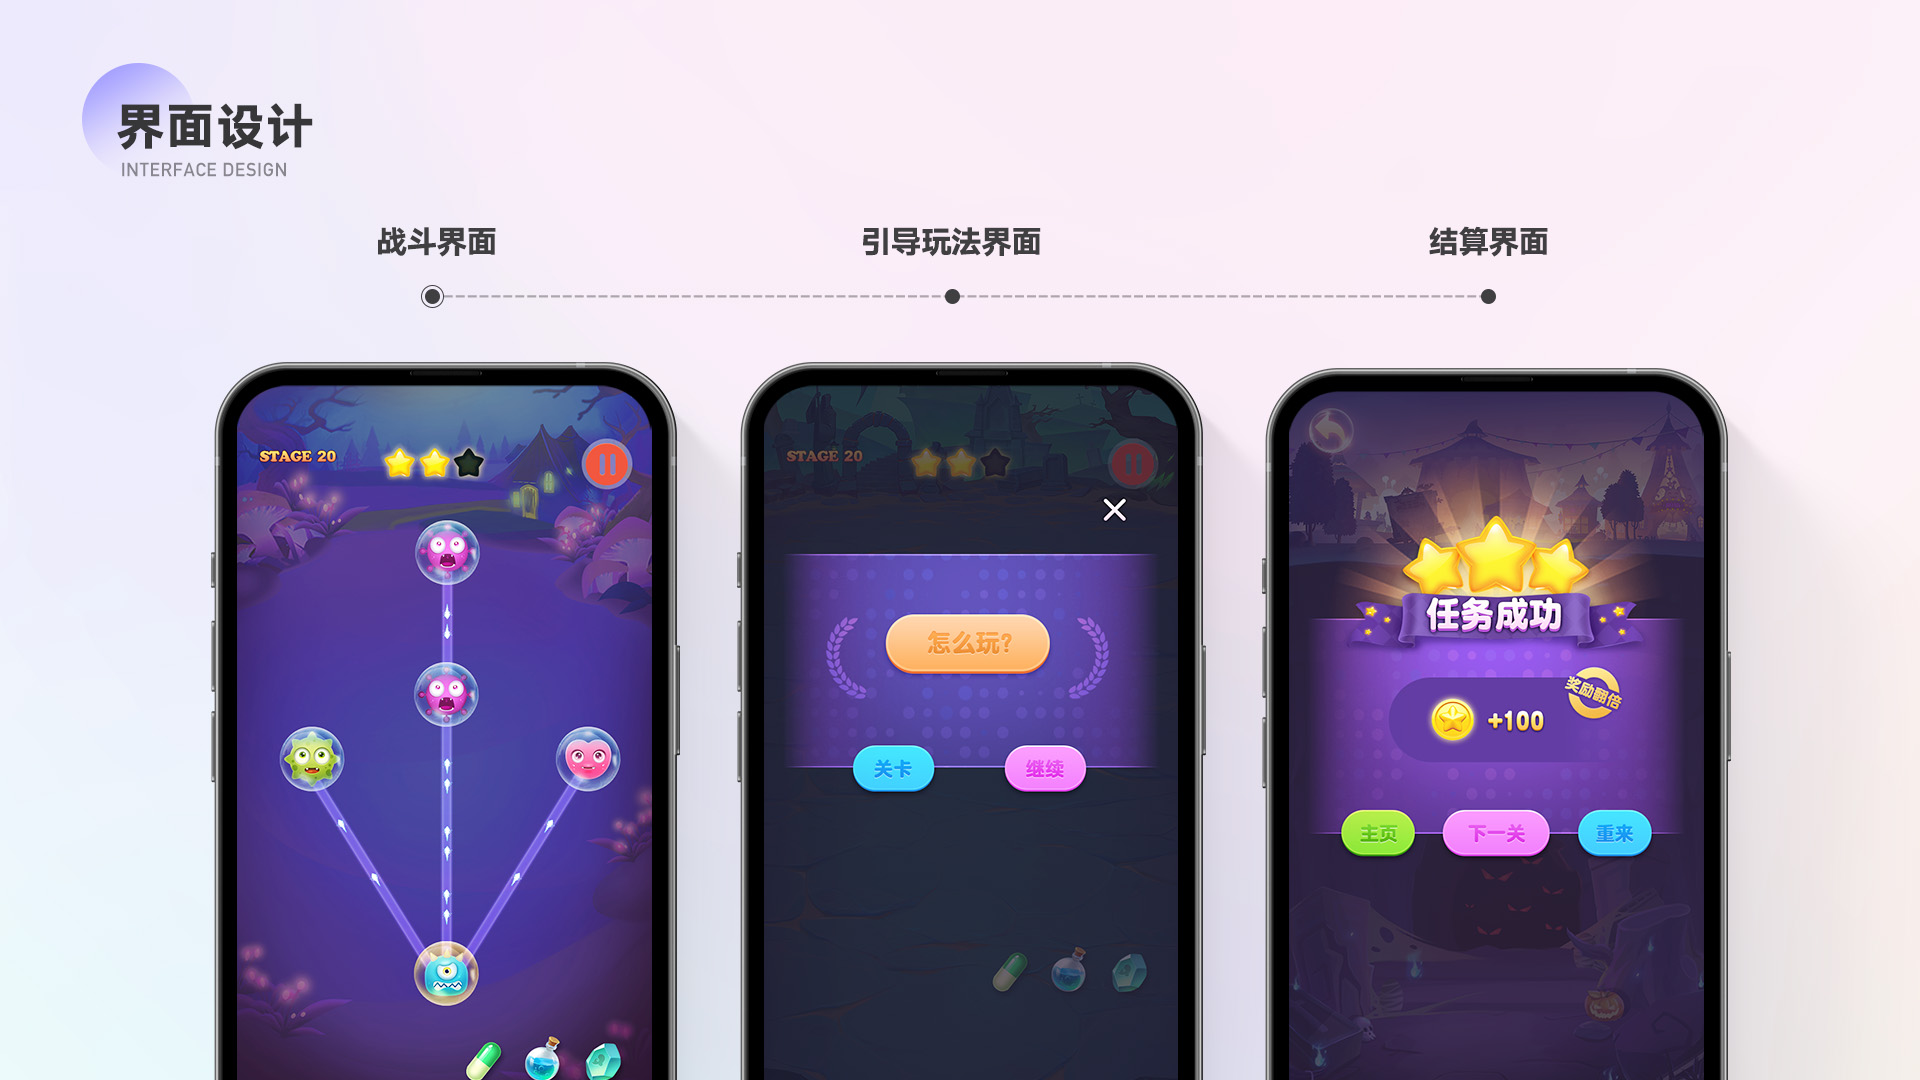 界面设计
INTERFACE DESIGN
战斗界面
引导玩法界面
结算界面
STAGE 20
STAGE 20
怎么玩?
关卡
继续
任务成功
奖励翻倍
+100
主页
下一关
重来